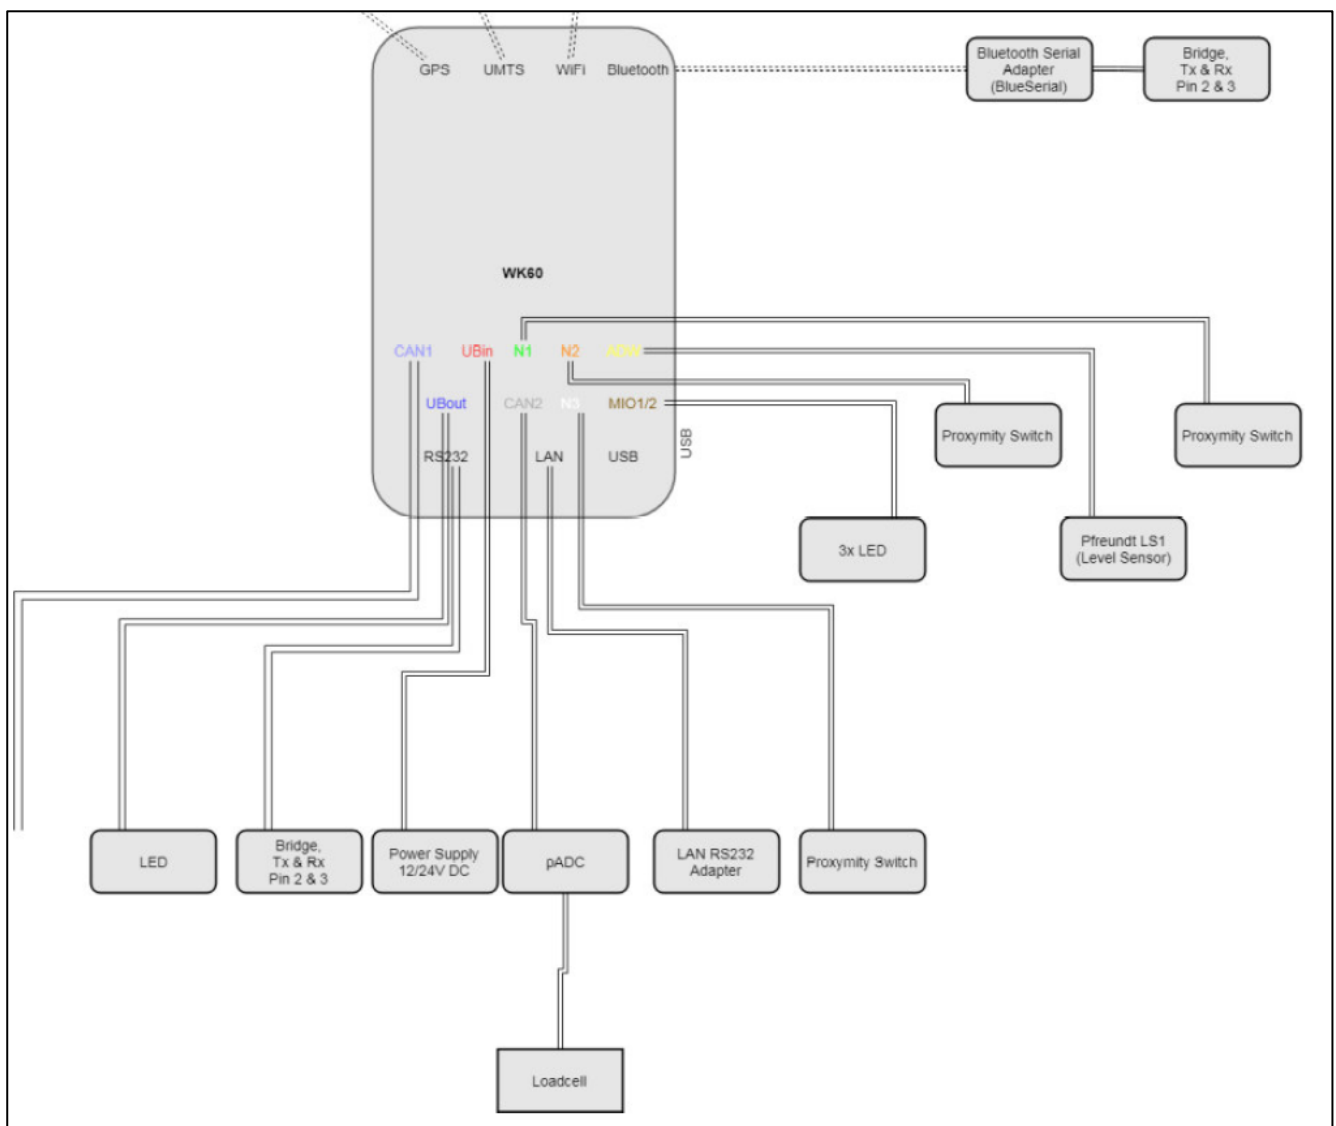 GPS UMTS WiFi Bluetooth
Bluetooth Serial
Adapter
(BlueSerial)
Bridge,
Tx & Rx
Pin 2 & 3
WK60
CAN1 UBin N1 N2 ADW
UBout CAN2 N3 MIO1/2
RS232 LAN USB
USB
Proxymity Switch
Proxymity Switch
3x LED
Pfreundt LS1
(Level Sensor)
LED
Bridge,
Tx & Rx
Pin 2 & 3
Power Supply
12/24V DC
pADC
LAN RS232
Adapter
Proxymity Switch
Loadcell